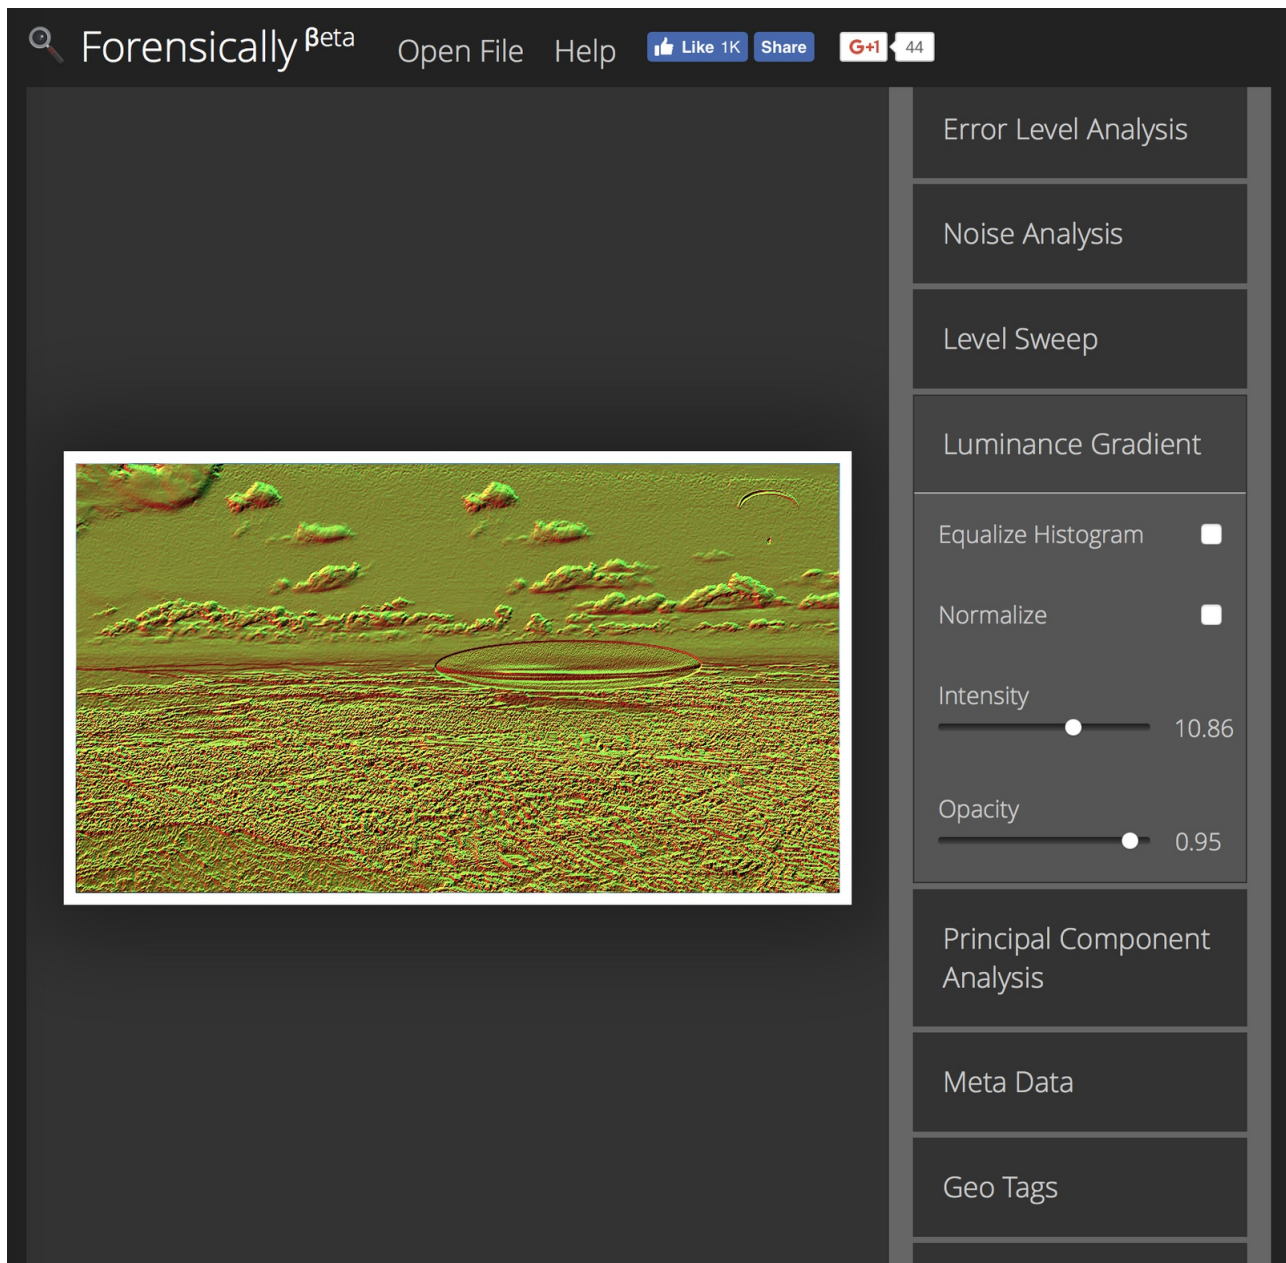 Forensically βeta
Open File Help
Like 1K Share
G+1 44
Error Level Analysis
Noise Analysis
Level Sweep
Luminance Gradient
Equalize Histogram
Normalize
Intensity
10.86
Opacity
0.95
Principal Component
Analysis
Meta Data
Geo Tags